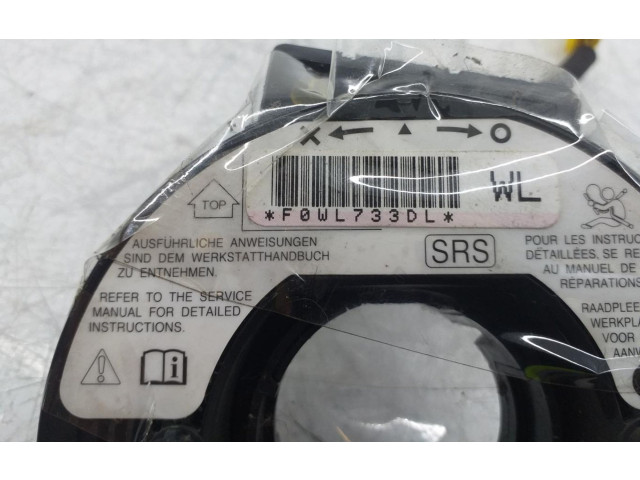 *F0WL733DL*
WL
TOP
SRS
AUSFÜHRLICHE ANWEISUNGEN
SIND DEM WERKSTATTHANDBUCH
ZU ENTNEHMEN.
REFER TO THE SERVICE
MANUAL FOR DETAILED
INSTRUCTIONS.
POUR LES INSTRUC
DÉTAILLÉES, SE RE
AU MANUEL DE
RÉPARATIONS
RAADPLEE
WERKPLA
VOOR
AANW